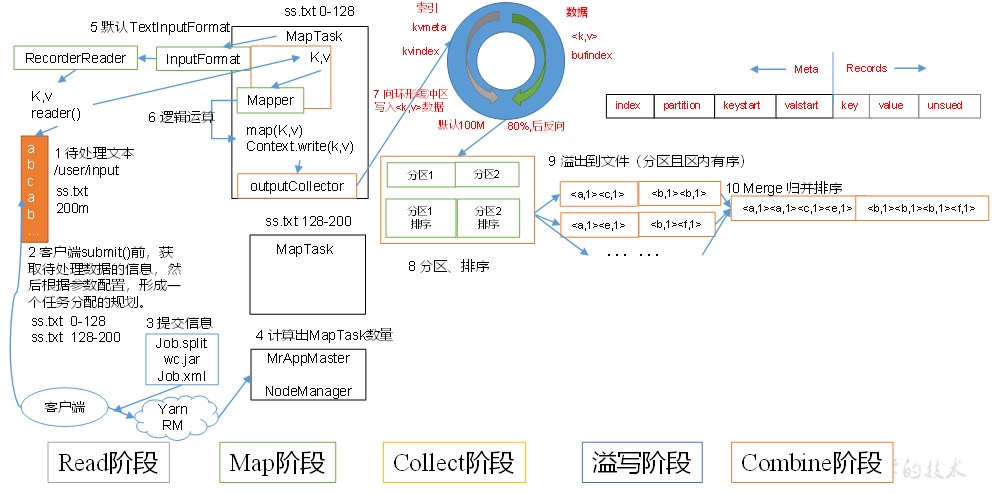 ss.txt 0-128
5 默认TextInputFormat
MapTask
RecorderReader
InputFormat
K,v
K,v
reader()
Mapper
6 逻辑运算
map(K,v)
Context.write(k,v)
outputCollector
a
b
c
a
b
...
1 待处理文本
/user/input
ss.txt
200m
2 客户端submit()前，获
取待处理数据的信息，然
后根据参数配置，形成一
个任务分配的规划。
ss.txt 0-128
ss.txt 128-200
3 提交信息
Job.split
wc.jar
Job.xml
客户端
Yarn
RM
ss.txt 128-200
MapTask
4 计算出MapTask数量
MrAppMaster
NodeManager
索引
kvmeta
kvindex
数据
<k,v>
bufindex
7 向环形缓冲区
写入<k,v>数据
默认100M
80%,后反向
Meta
Records
index
partition
keystart
valstart
key
value
unsued
分区1
分区2
分区1
排序
分区2
排序
8 分区、排序
9 溢出到文件（分区且区内有序）
<a,1><c,1>
<b,1><b,1>
<a,1><e,1>
<b,1><f,1>
... ...
10 Merge 归并排序
<a,1><a,1><c,1><e,1>
<b,1><b,1><b,1><f,1>
Read阶段
Map阶段
Collect阶段
溢写阶段
Combine阶段
的技术